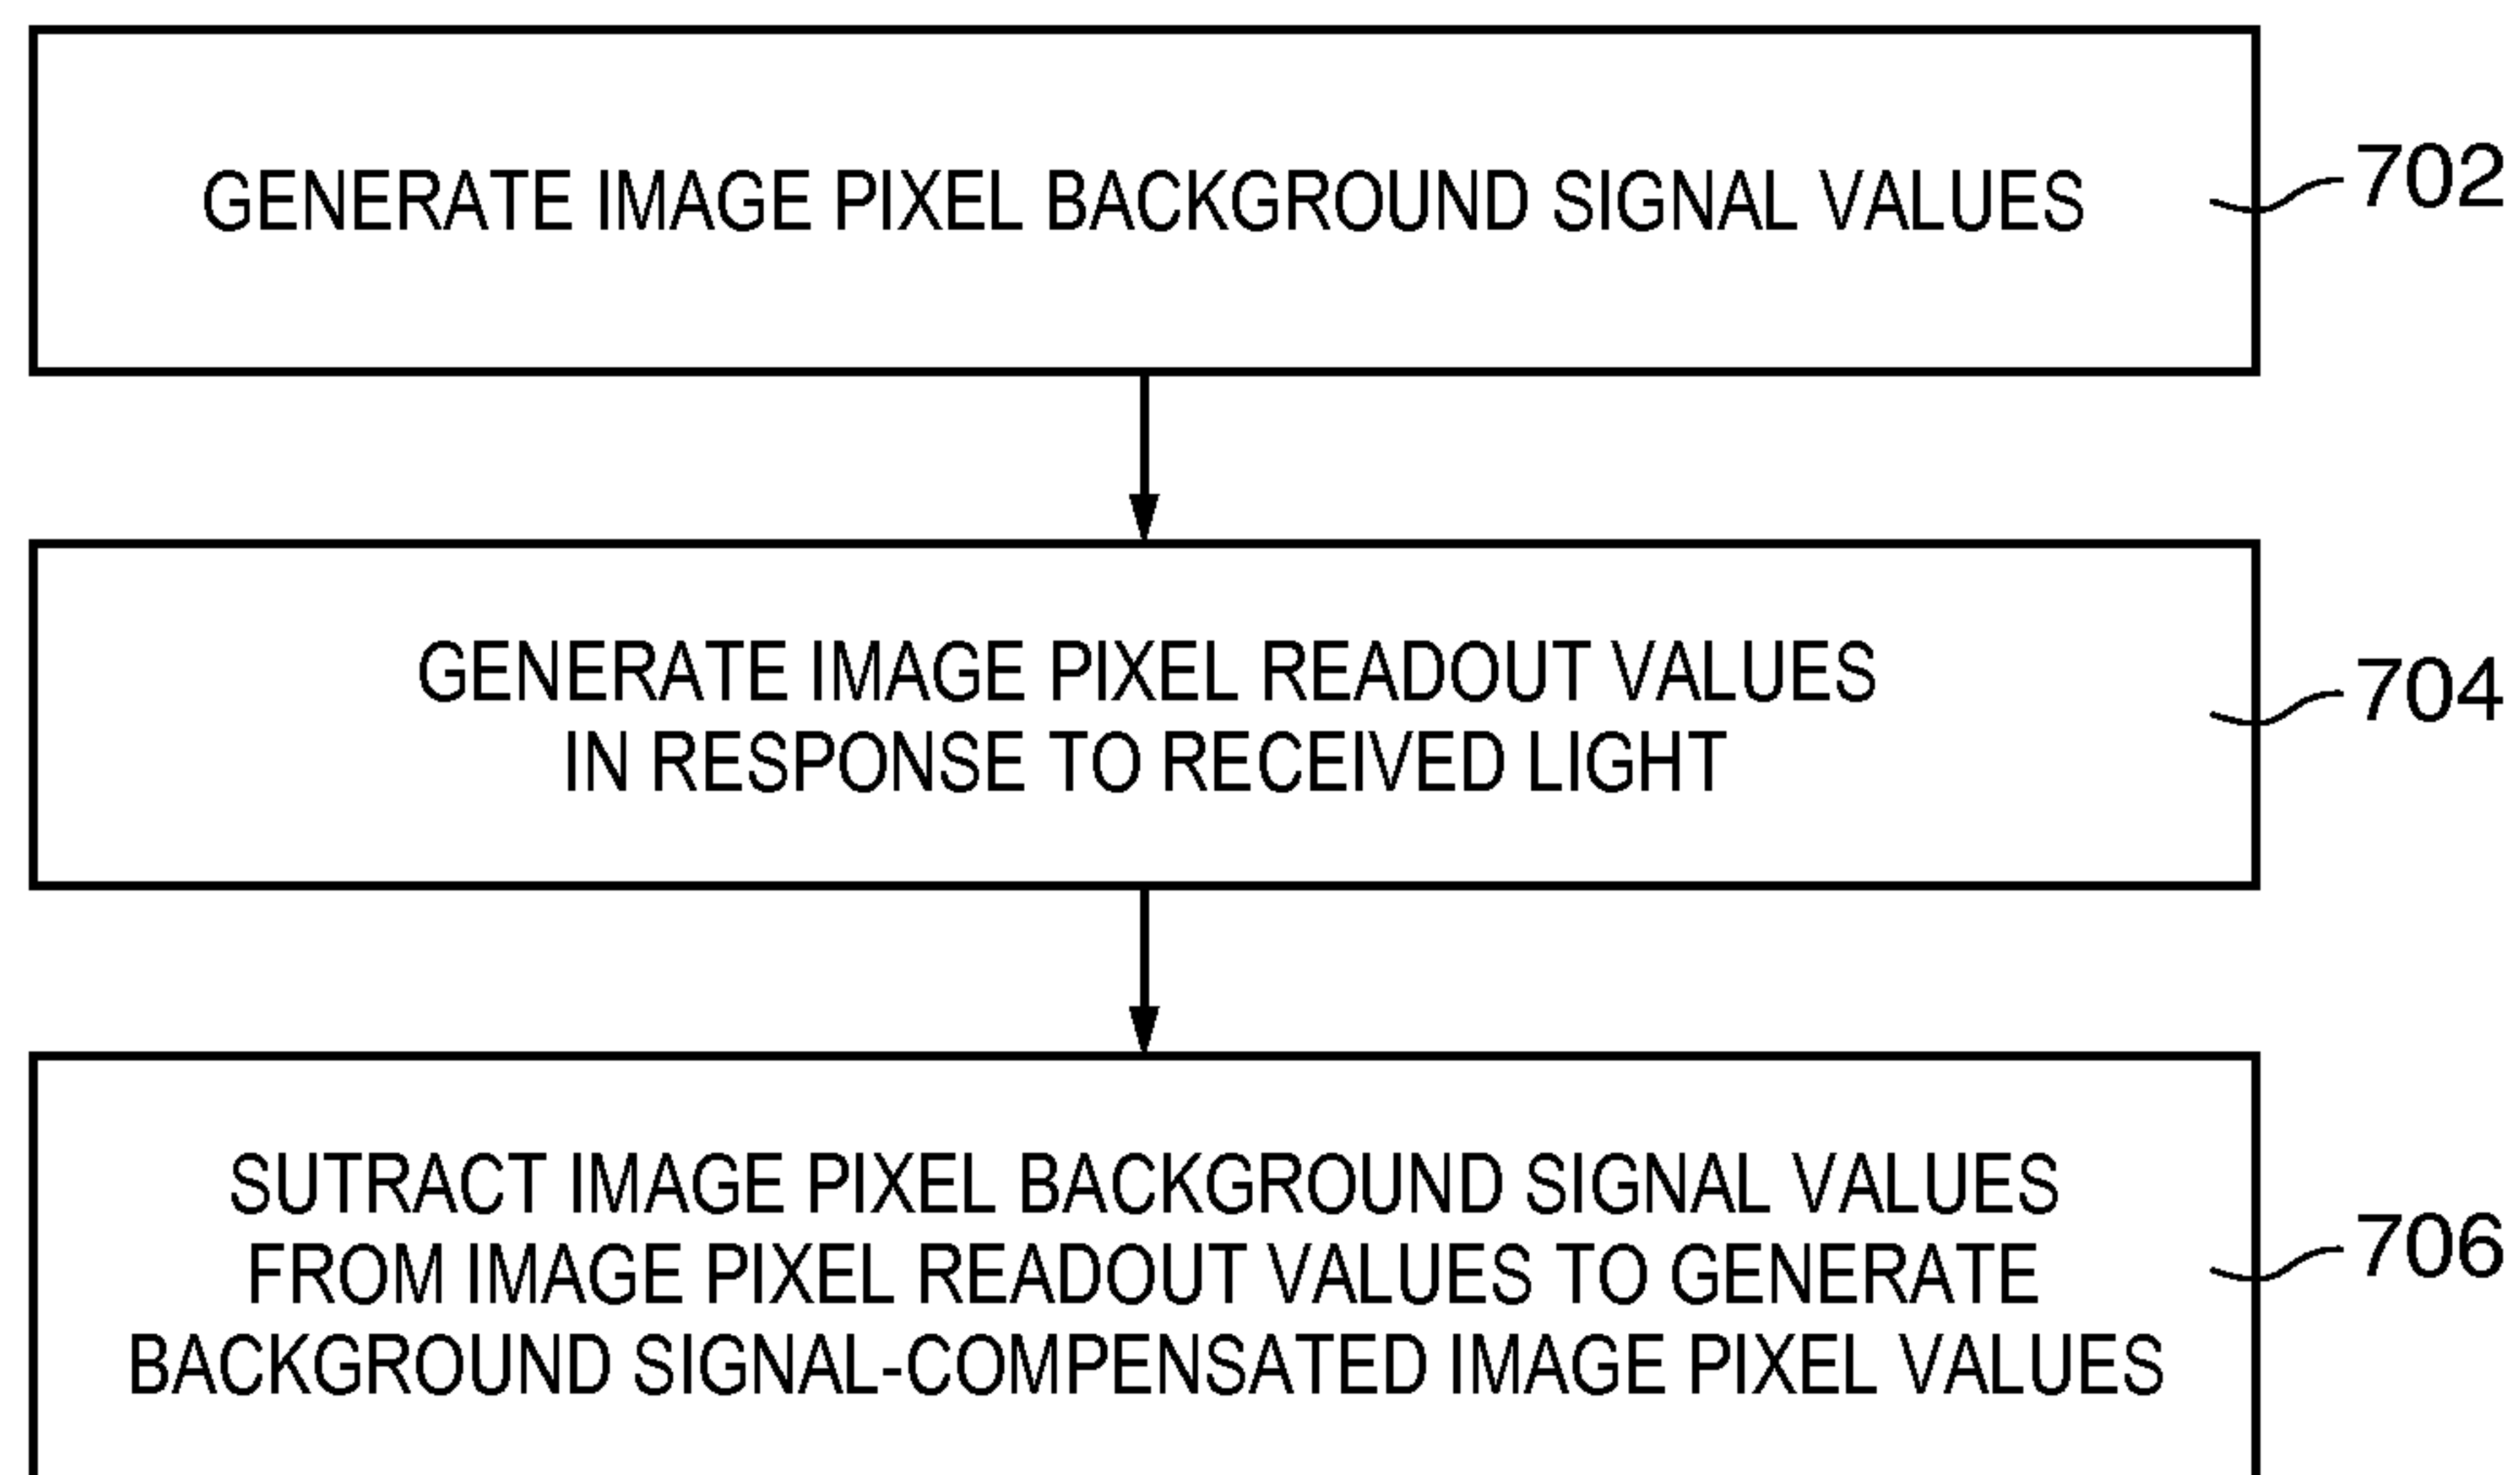 GENERATE IMAGE PIXEL BACKGROUND SIGNAL VALUES
702
GENERATE IMAGE PIXEL READOUT VALUES
IN RESPONSE TO RECEIVED LIGHT
704
SUTRACT IMAGE PIXEL BACKGROUND SIGNAL VALUES
FROM IMAGE PIXEL READOUT VALUES TO GENERATE
BACKGROUND SIGNAL-COMPENSATED IMAGE PIXEL VALUES
706